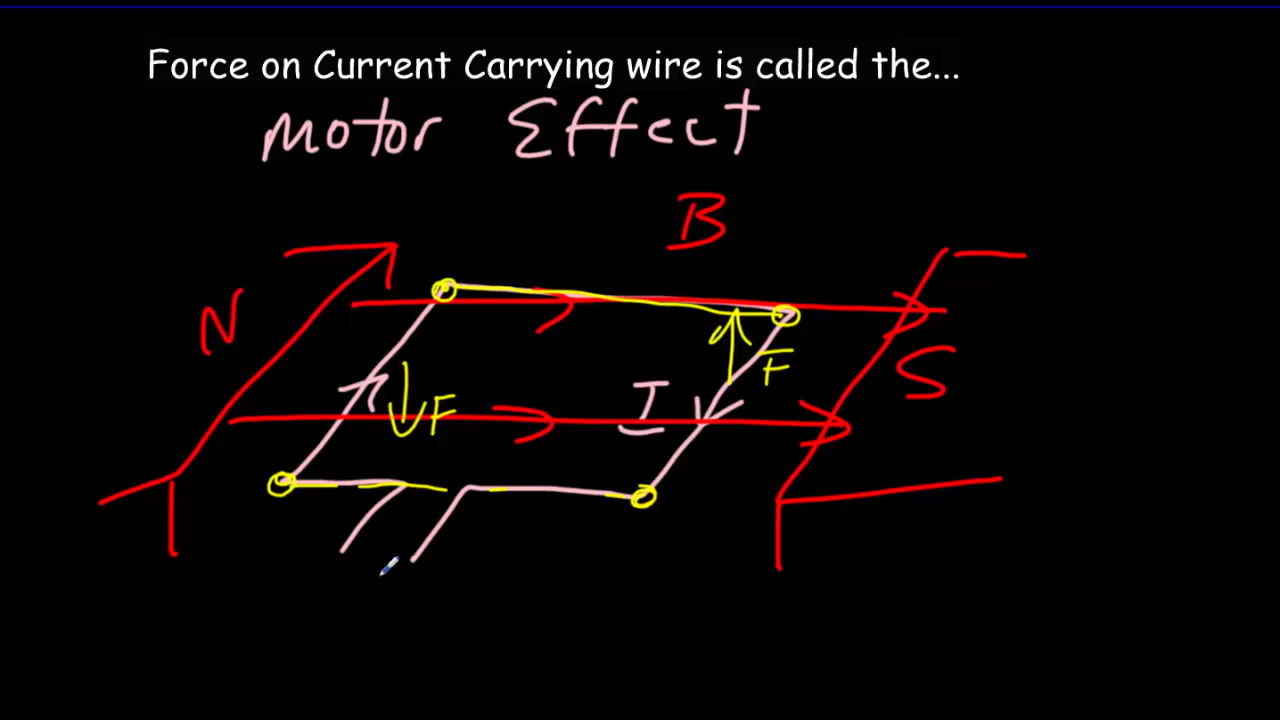 Force on Current Carrying wire is called the...
Motor Effect
B
N
S
F
I
F